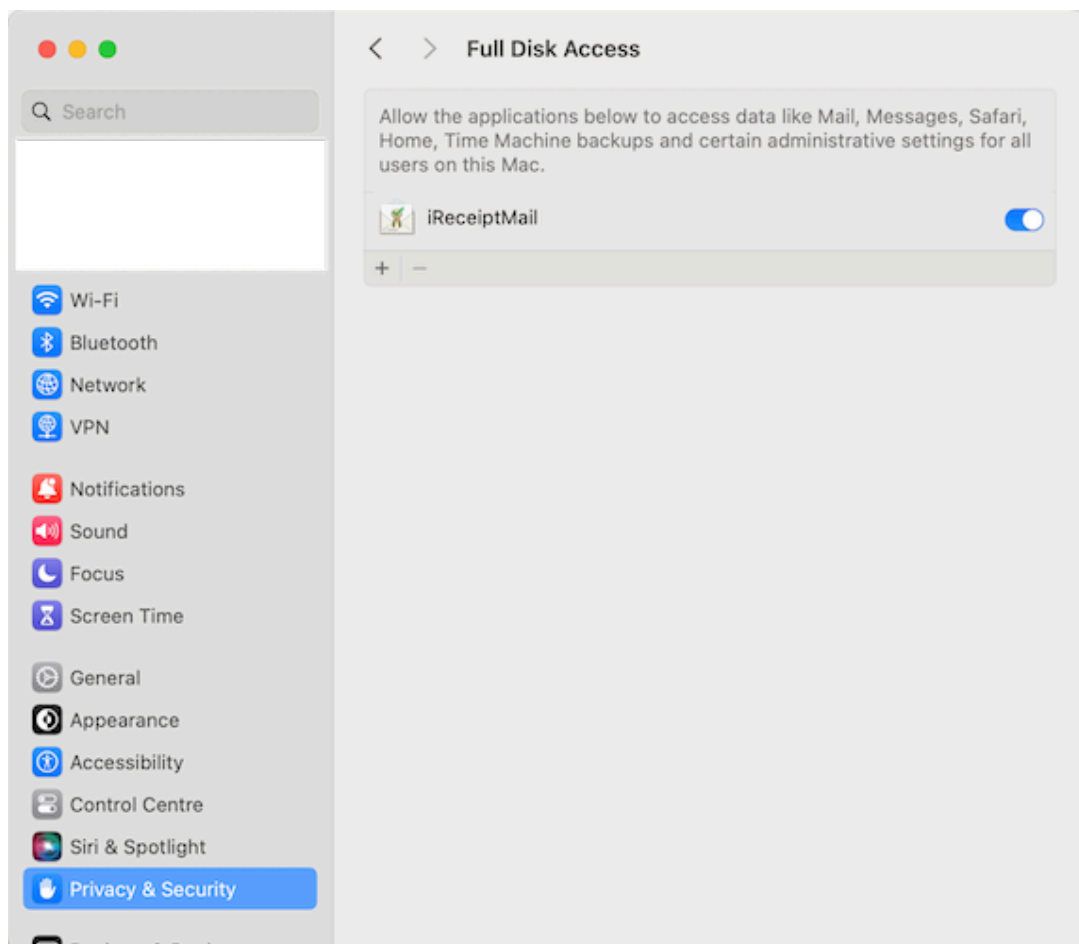 Full Disk Access
Search
Allow the applications below to access data like Mail, Messages, Safari,
Home, Time Machine backups and certain administrative settings for all
users on this Mac.
iReceiptMail
Wi-Fi
Bluetooth
Network
VPN
Notifications
Sound
Focus
Screen Time
General
Appearance
Accessibility
Control Centre
Siri & Spotlight
Privacy & Security